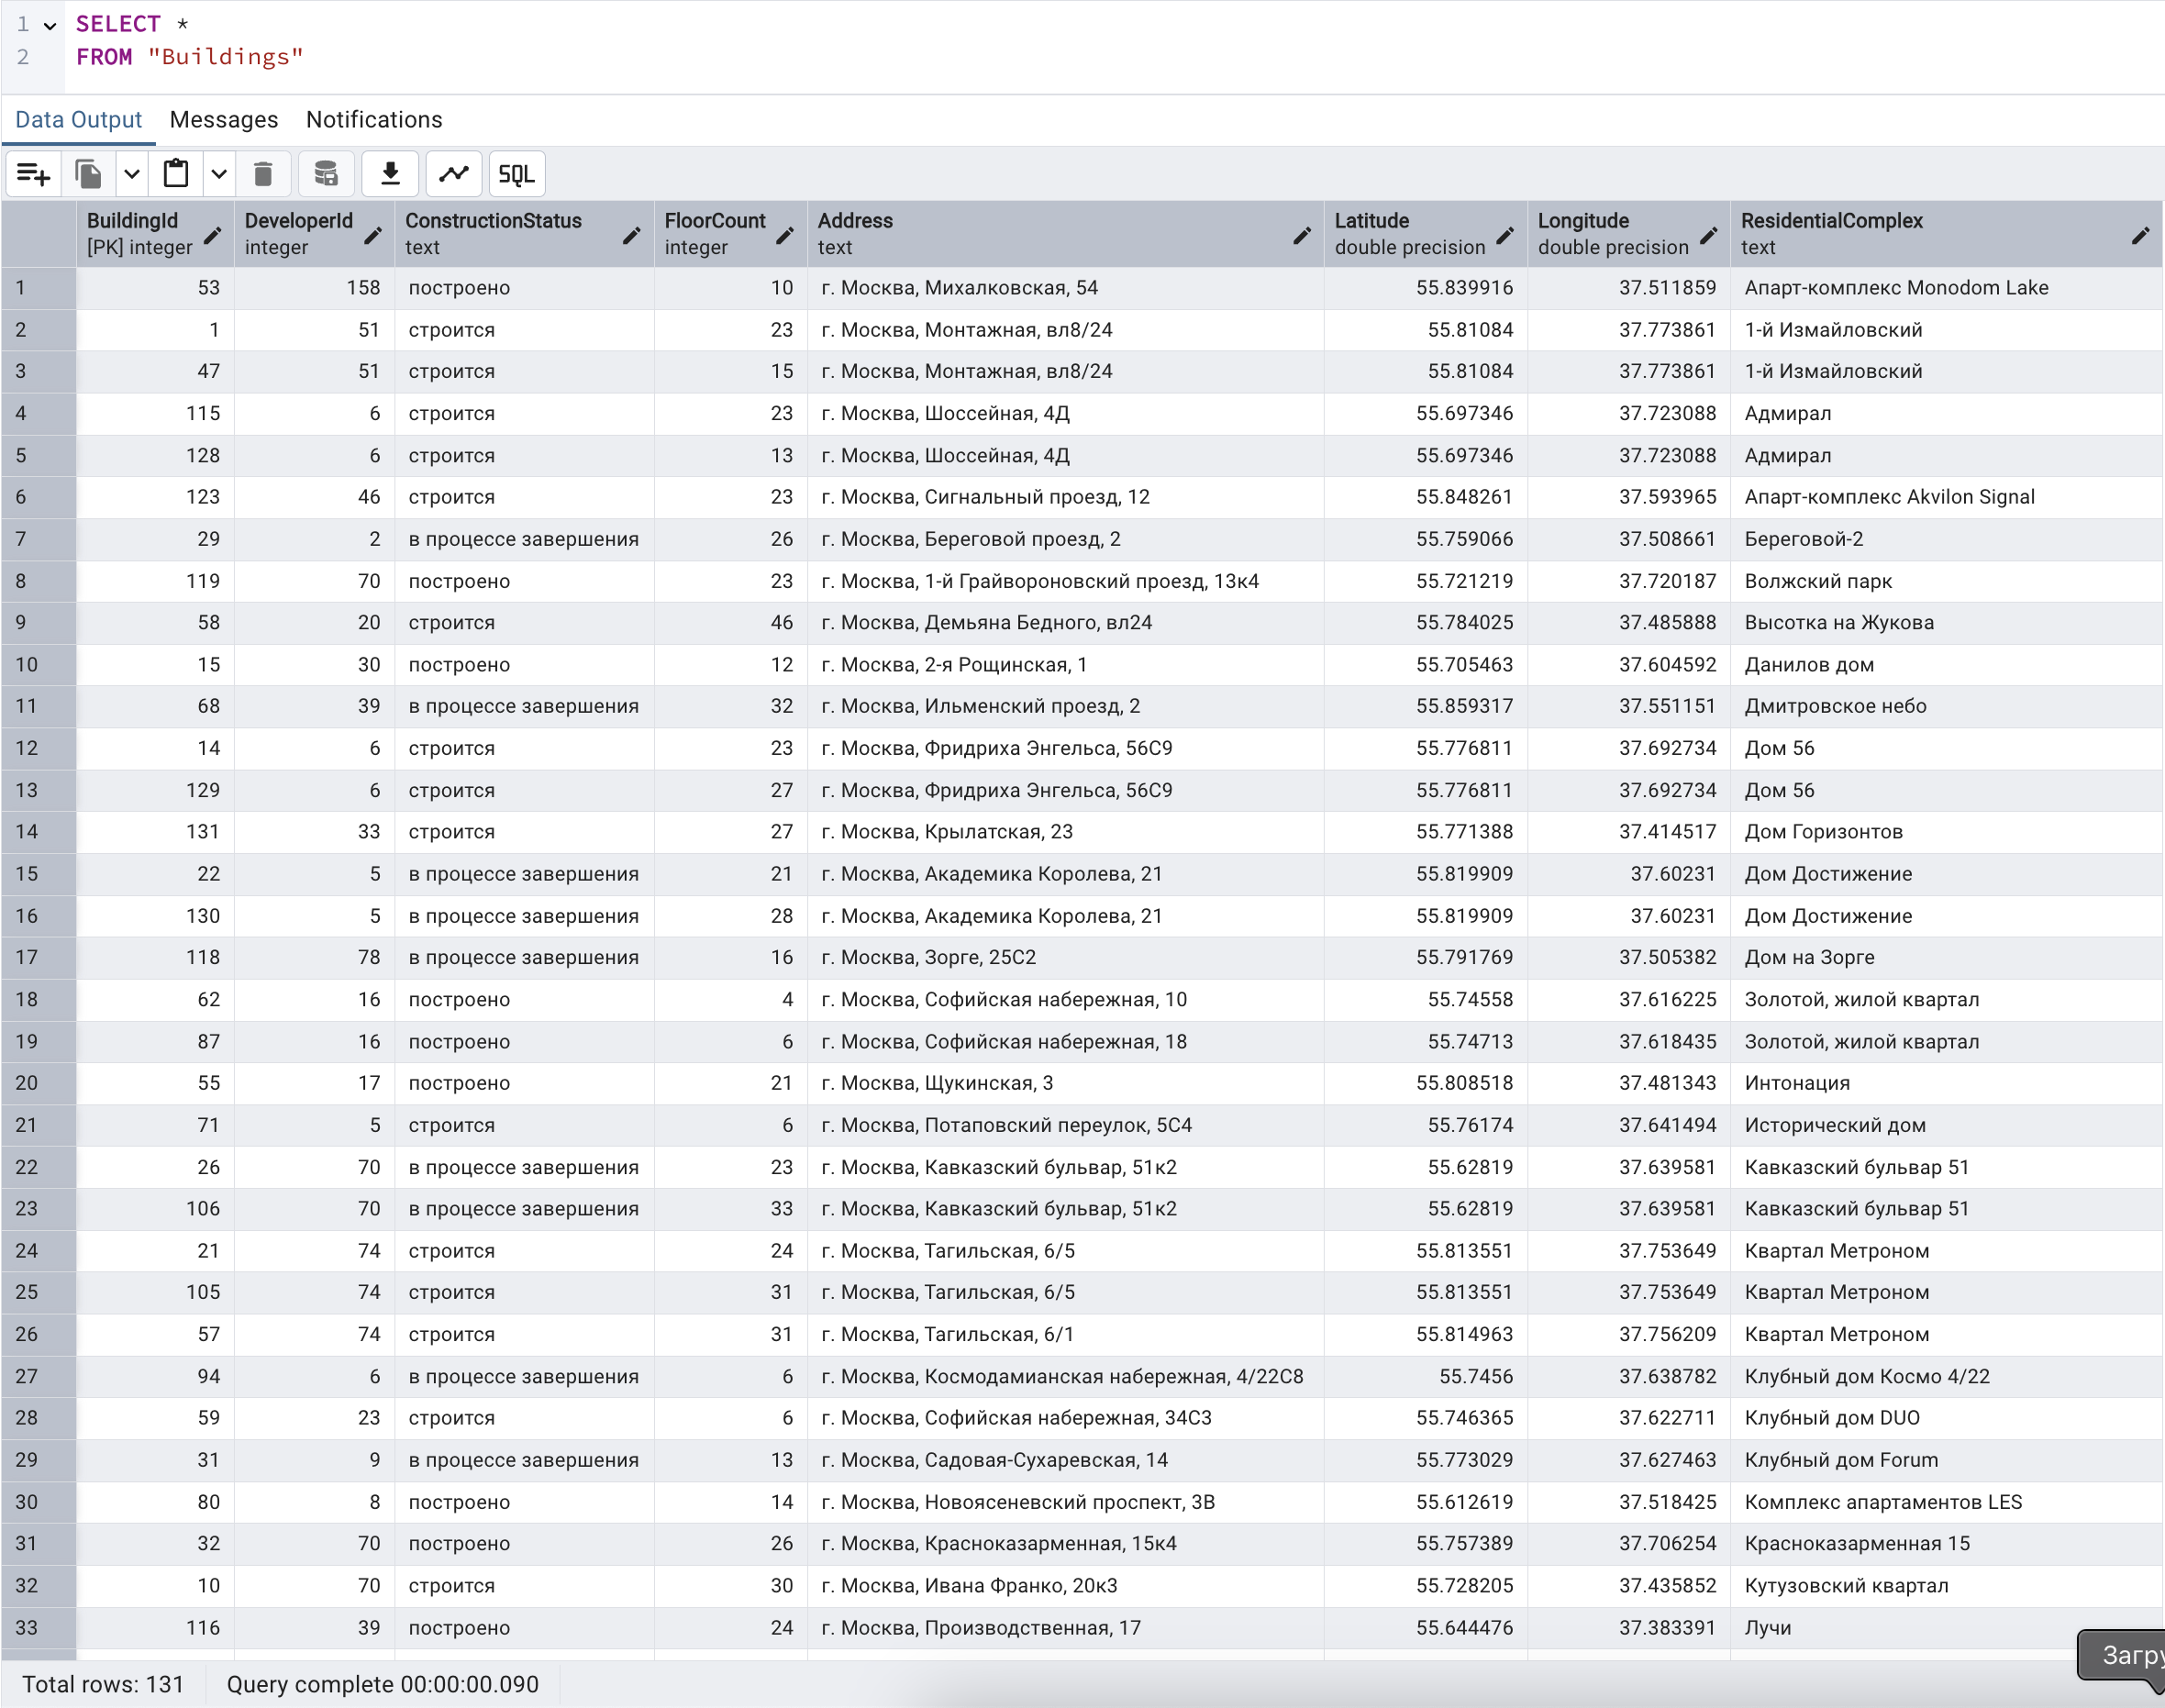 1 SELECT *
2 FROM "Buildings"
Data Output Messages Notifications
SQL
BuildingId DeveloperId ConstructionStatus FloorCount Address Latitude Longitude ResidentialComplex
[PK] integer integer text integer text double precision double precision text
1 53 158 построено 10 г. Москва, Михалковская, 54 55.839916 37.511859 Апарт-комплекс Monodom Lake
2 1 51 строится 23 г. Москва, Монтажная, вл8/24 55.81084 37.773861 1-й Измайловский
3 47 51 строится 15 г. Москва, Монтажная, вл8/24 55.81084 37.773861 1-й Измайловский
4 115 6 строится 23 г. Москва, Шоссейная, 4Д 55.697346 37.723088 Адмирал
5 128 6 строится 13 г. Москва, Шоссейная, 4Д 55.697346 37.723088 Адмирал
6 123 46 строится 23 г. Москва, Сигнальный проезд, 12 55.848261 37.593965 Апарт-комплекс Akvilon Signal
7 29 2 в процессе завершения 26 г. Москва, Береговой проезд, 2 55.759066 37.508661 Береговой-2
8 119 70 построено 23 г. Москва, 1-й Грайвороновский проезд, 13к4 55.721219 37.720187 Волжский парк
9 58 20 строится 46 г. Москва, Демьяна Бедного, вл24 55.784025 37.485888 Высотка на Жукова
10 15 30 построено 12 г. Москва, 2-я Рощинская, 1 55.705463 37.604592 Данилов дом
11 68 39 в процессе завершения 32 г. Москва, Ильменский проезд, 2 55.859317 37.551151 Дмитровское небо
12 14 6 строится 23 г. Москва, Фридриха Энгельса, 56С9 55.776811 37.692734 Дом 56
13 129 6 строится 27 г. Москва, Фридриха Энгельса, 56С9 55.776811 37.692734 Дом 56
14 131 33 строится 27 г. Москва, Крылатская, 23 55.771388 37.414517 Дом Горизонтов
15 22 5 в процессе завершения 21 г. Москва, Академика Королева, 21 55.819909 37.60231 Дом Достижение
16 130 5 в процессе завершения 28 г. Москва, Академика Королева, 21 55.819909 37.60231 Дом Достижение
17 118 78 в процессе завершения 16 г. Москва, Зорге, 25С2 55.791769 37.505382 Дом на Зорге
18 62 16 построено 4 г. Москва, Софийская набережная, 10 55.74558 37.616225 Золотой, жилой квартал
19 87 16 построено 6 г. Москва, Софийская набережная, 18 55.74713 37.618435 Золотой, жилой квартал
20 55 17 построено 21 г. Москва, Щукинская, 3 55.808518 37.481343 Интонация
21 71 5 строится 6 г. Москва, Потаповский переулок, 5С4 55.76174 37.641494 Исторический дом
22 26 70 в процессе завершения 23 г. Москва, Кавказский бульвар, 51к2 55.62819 37.639581 Кавказский бульвар 51
23 106 70 в процессе завершения 33 г. Москва, Кавказский бульвар, 51к2 55.62819 37.639581 Кавказский бульвар 51
24 21 74 строится 24 г. Москва, Тагильская, 6/5 55.813551 37.753649 Квартал Метроном
25 105 74 строится 31 г. Москва, Тагильская, 6/5 55.813551 37.753649 Квартал Метроном
26 57 74 строится 31 г. Москва, Тагильская, 6/1 55.814963 37.756209 Квартал Метроном
27 94 6 в процессе завершения 6 г. Москва, Космодамианская набережная, 4/22С8 55.7456 37.638782 Клубный дом Космо 4/22
28 59 23 строится 6 г. Москва, Софийская набережная, 34С3 55.746365 37.622711 Клубный дом DUO
29 31 9 в процессе завершения 13 г. Москва, Садовая-Сухаревская, 14 55.773029 37.627463 Клубный дом Forum
30 80 8 построено 14 г. Москва, Новоясеневский проспект, 3В 55.612619 37.518425 Комплекс апартаментов LES
31 32 70 построено 26 г. Москва, Красноказарменная, 15к4 55.757389 37.706254 Красноказарменная 15
32 10 70 строится 30 г. Москва, Ивана Франко, 20к3 55.728205 37.435852 Кутузовский квартал
33 116 39 построено 24 г. Москва, Производственная, 17 55.644476 37.383391 Лучи
Total rows: 131 Query complete 00:00:00.090